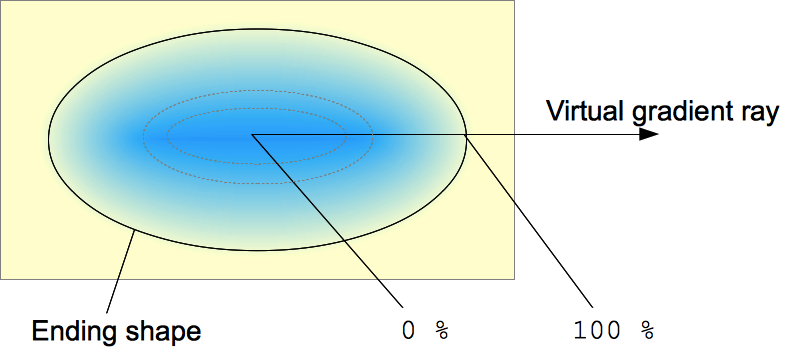 Virtual gradient ray
Ending shape
0 %
100 %